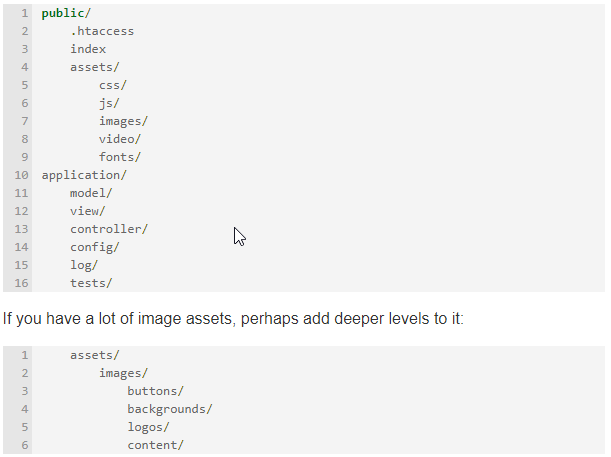 1 public/
2 .htaccess
3 index
4 assets/
5 css/
6 js/
7 images/
8 video/
9 fonts/
10 application/
11 model/
12 view/
13 controller/
14 config/
15 log/
16 tests/
If you have a lot of image assets, perhaps add deeper levels to it:
1 assets/
2 images/
3 buttons/
4 backgrounds/
5 logos/
6 content/